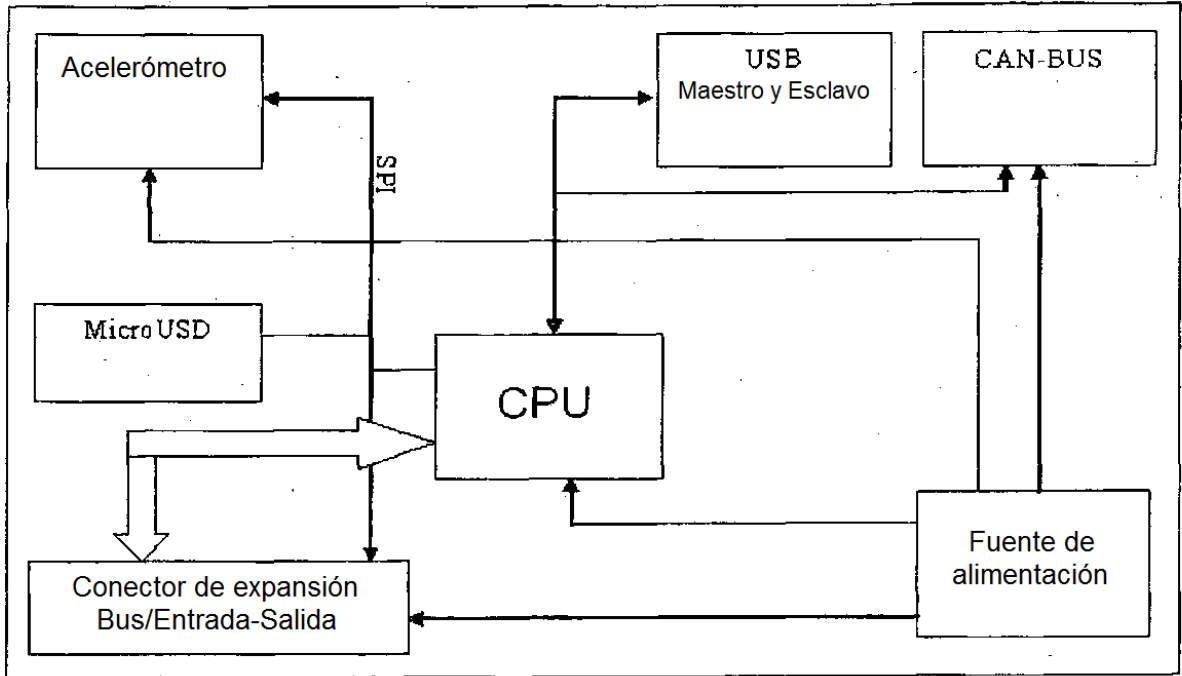 Acelerómetro
USB
Maestro y Esclavo
CAN-BUS
SPI
Micro USD
CPU
Fuente de
alimentación
Conector de expansión
Bus/Entrada-Salida